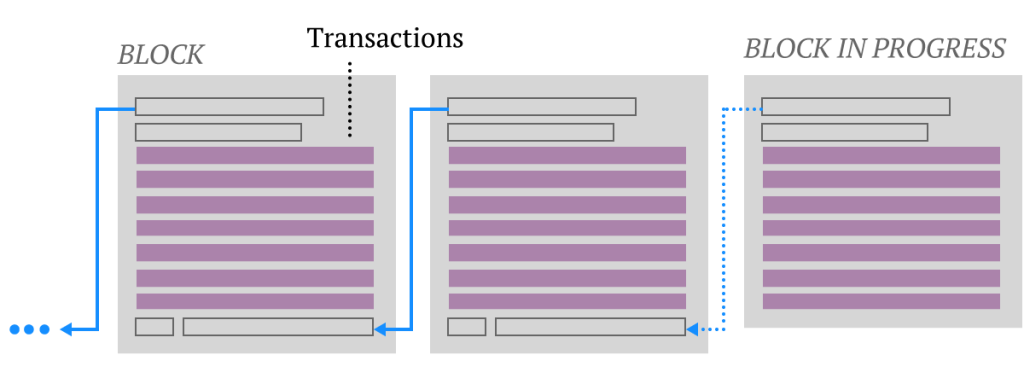 Transactions
BLOCK
BLOCK IN PROGRESS